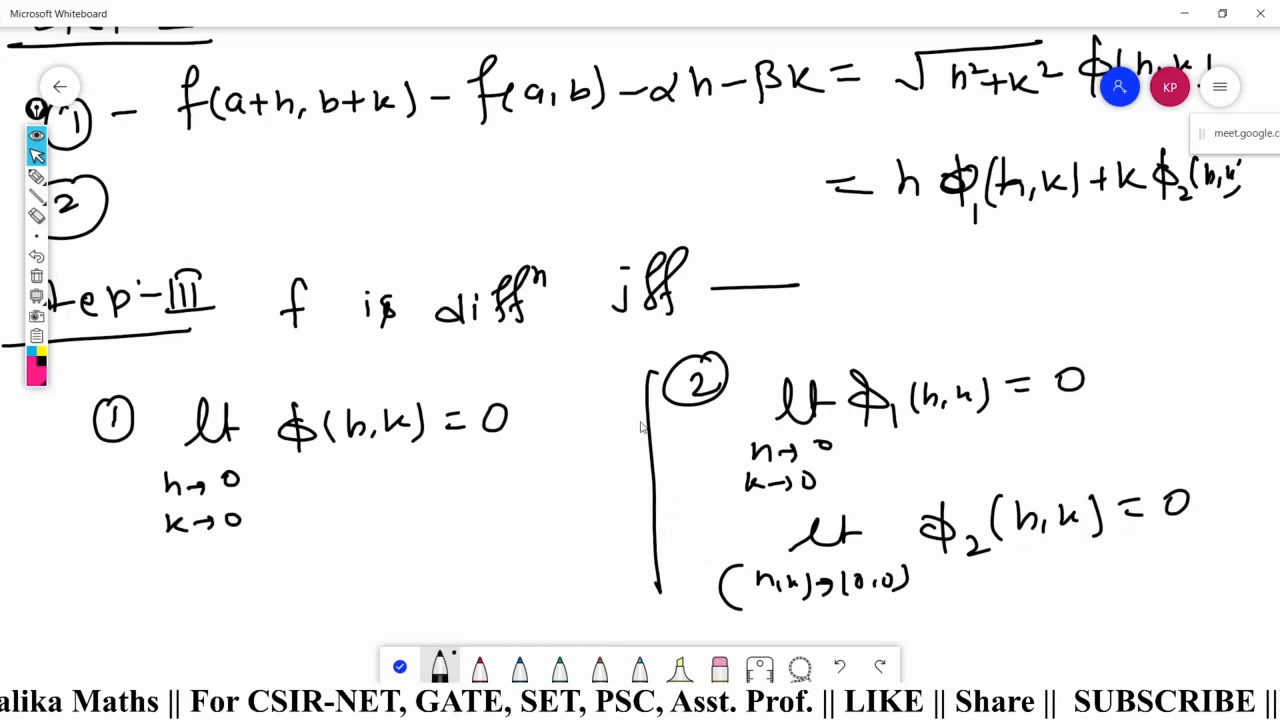 Microsoft Whiteboard
① - f(a+h, b+k) - f(a, b) - αh - βk = √h²+k² ϕ(h,k)
KP
meet.google.c
= h ϕ₁(h,k) + k ϕ₂(h,k)
②
tep-III f is diffⁿ iff —
① lt ϕ(h,k) = 0
h→0
k→0
② lt ϕ₁(h,k) = 0
h→0
k→0
lt ϕ₂(h,k) = 0
(h,k)→(0,0)
alika Maths || For CSIR-NET, GATE, SET, PSC, Asst. Prof. || LIKE || Share || SUBSCRIBE ||